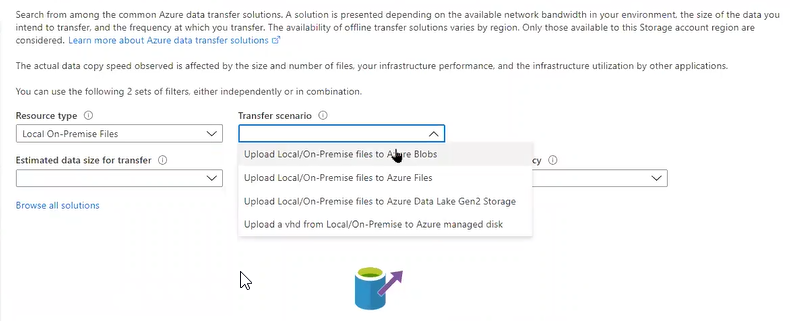 Search from among the common Azure data transfer solutions. A solution is presented depending on the available network bandwidth in your environment, the size of the data you
intend to transfer, and the frequency at which you transfer. The availability of offline transfer solutions varies by region. Only those available to this Storage account region are
considered. Learn more about Azure data transfer solutions
The actual data copy speed observed is affected by the size and number of files, your infrastructure performance, and the infrastructure utilization by other applications.
You can use the following 2 sets of filters, either independently or in combination.
Resource type
Transfer scenario
Local On-Premise Files
Upload Local/On-Premise files to Azure Blobs
Upload Local/On-Premise files to Azure Files
Upload Local/On-Premise files to Azure Data Lake Gen2 Storage
Upload a vhd from Local/On-Premise to Azure managed disk
Estimated data size for transfer
cy
Browse all solutions